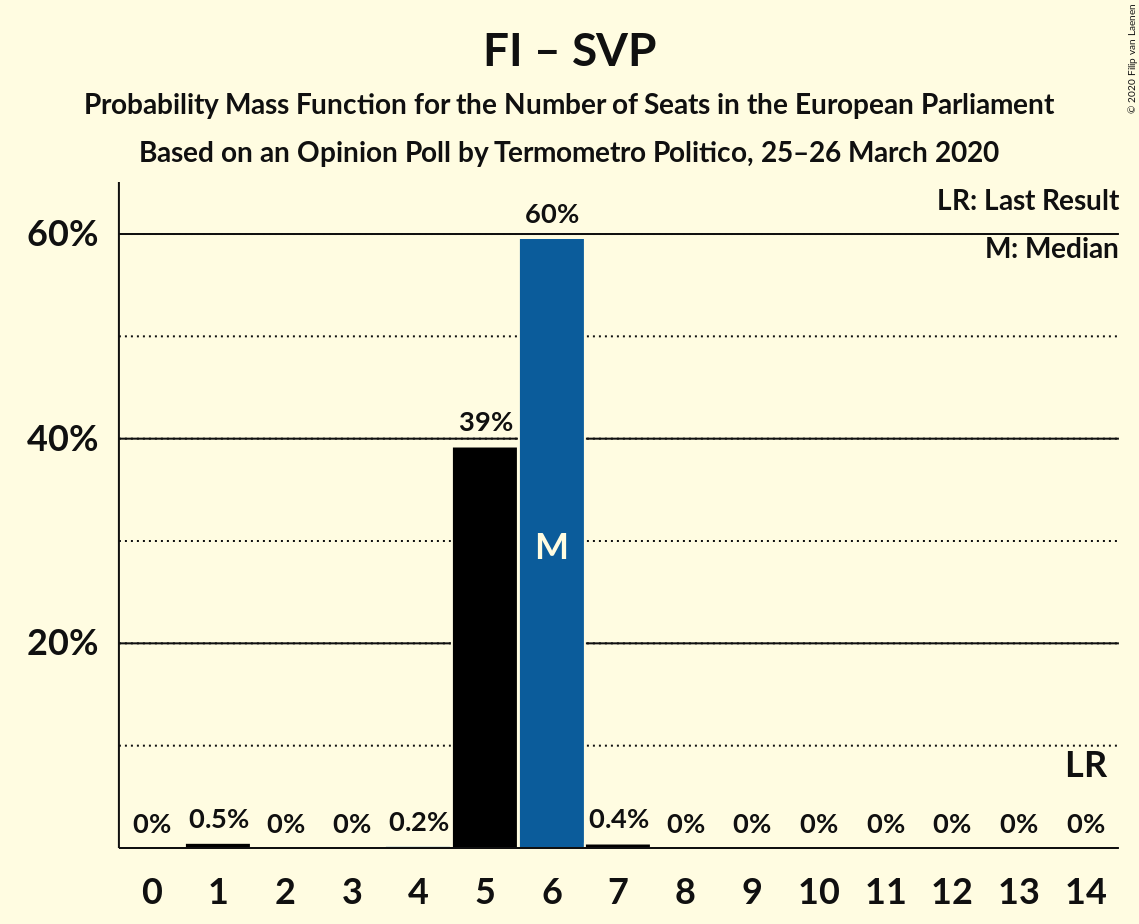 FI – SVP
Probability Mass Function for the Number of Seats in the European Parliament
Based on an Opinion Poll by Termometro Politico, 25–26 March 2020
© 2020 Filip van Laenen
LR: Last Result
M: Median
60%
40%
20%
0% 0.5% 0% 0% 0.2% 39% 60% 0.4% 0% 0% 0% 0% 0% 0% 0%
M
LR
0 1 2 3 4 5 6 7 8 9 10 11 12 13 14